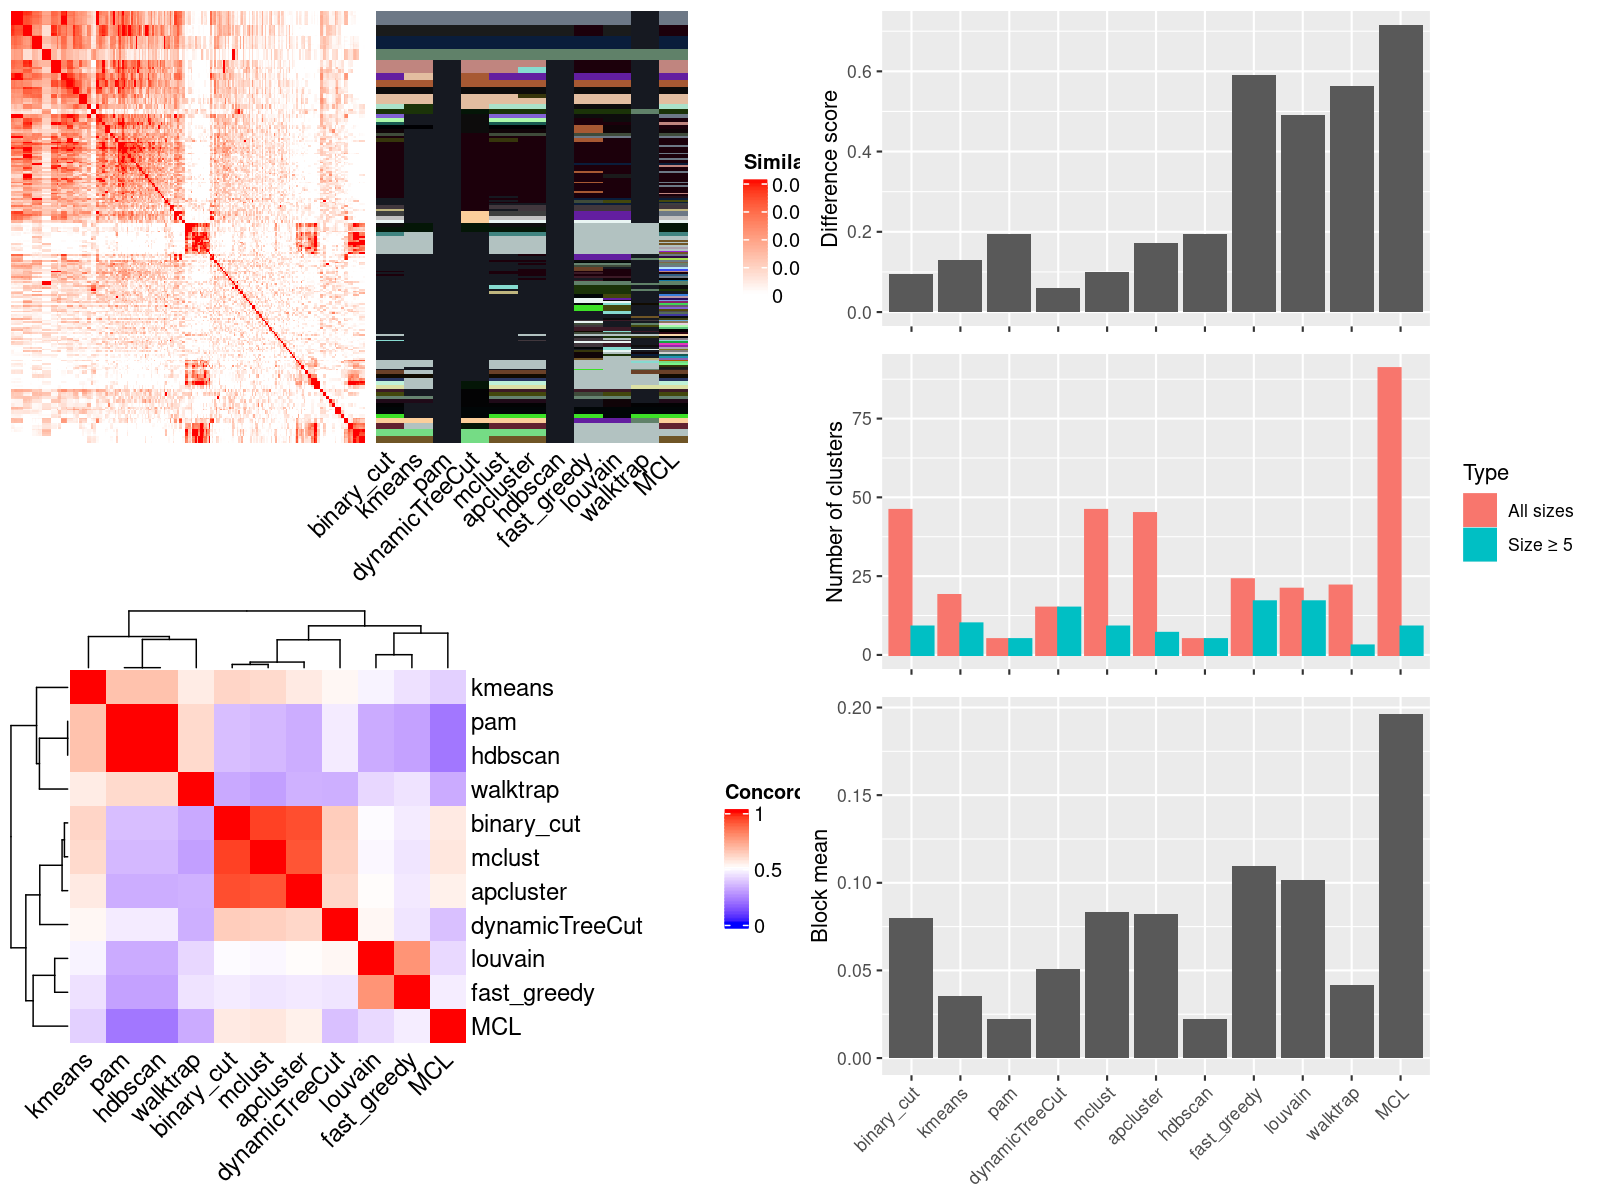 Simila
0.0
0.0
0.0
0.0
0
binary_cut
kmeans
pam
dynamicTreeCut
mclust
apcluster
hdbscan
fast_greedy
louvain
walktrap
MCL
kmeans
pam
hdbscan
walktrap
binary_cut
mclust
apcluster
dynamicTreeCut
louvain
fast_greedy
MCL
kmeans
pam
hdbscan
walktrap
binary_cut
mclust
apcluster
dynamicTreeCut
louvain
fast_greedy
MCL
Concord
1
0.5
0
Difference score
0.6
0.4
0.2
0.0
Number of clusters
75
50
25
0
Type
All sizes
Size ≥ 5
Block mean
0.20
0.15
0.10
0.05
0.00
binary_cut
kmeans
pam
dynamicTreeCut
mclust
apcluster
hdbscan
fast_greedy
louvain
walktrap
MCL